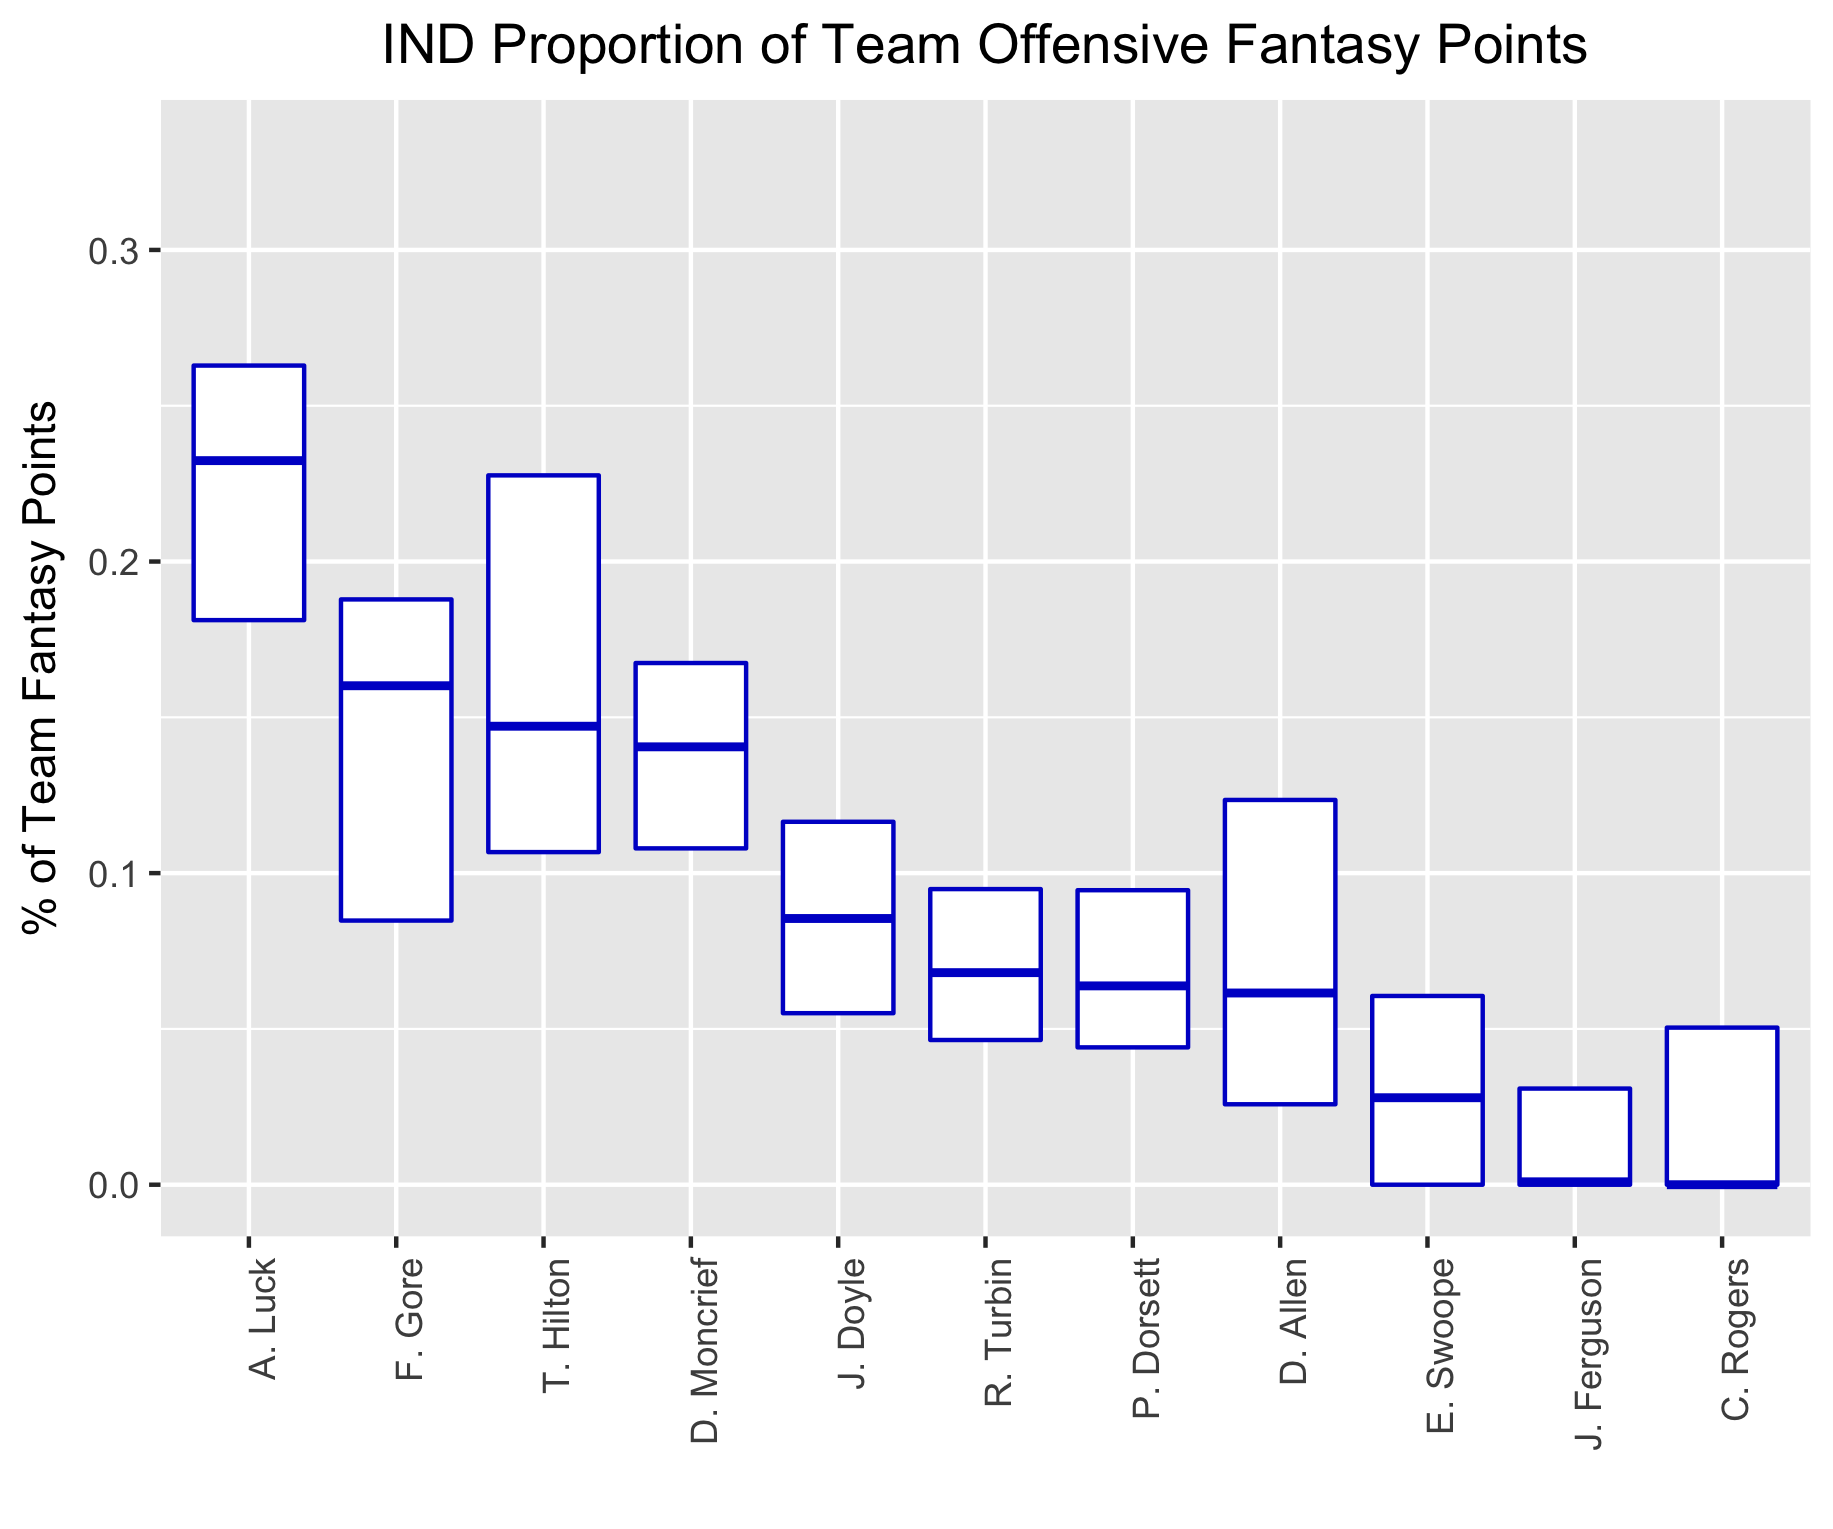 IND Proportion of Team Offensive Fantasy Points
% of Team Fantasy Points
0.3
0.2
0.1
0.0
A. Luck
F. Gore
T. Hilton
D. Moncrief
J. Doyle
R. Turbin
P. Dorsett
D. Allen
E. Swoope
J. Ferguson
C. Rogers